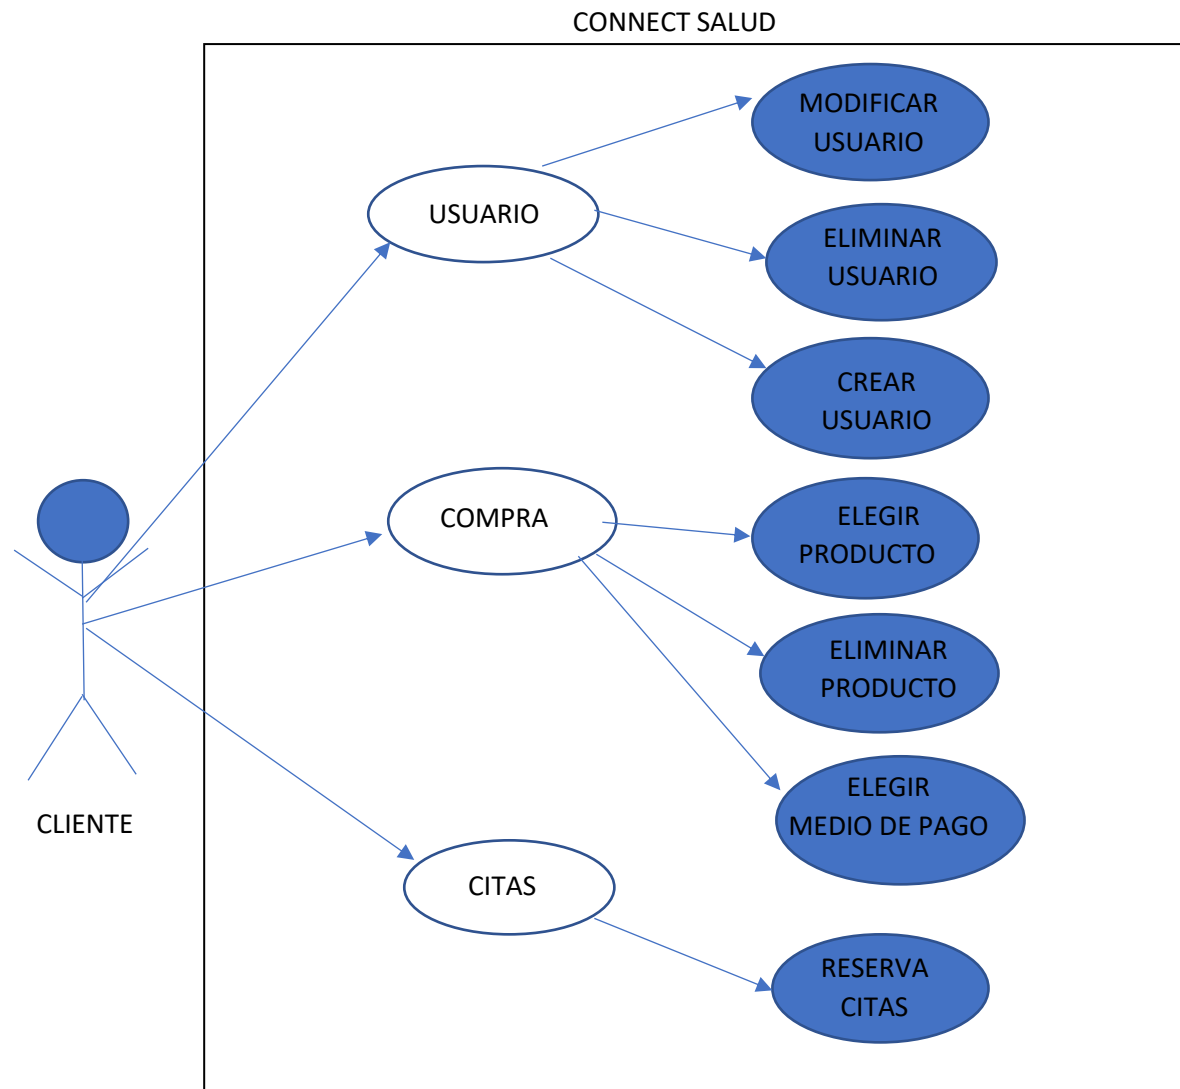 CONNECT SALUD
MODIFICAR
USUARIO
USUARIO
ELIMINAR
USUARIO
CREAR
USUARIO
COMPRA
ELEGIR
PRODUCTO
ELIMINAR
PRODUCTO
ELEGIR
MEDIO DE PAGO
CLIENTE
CITAS
RESERVA
CITAS